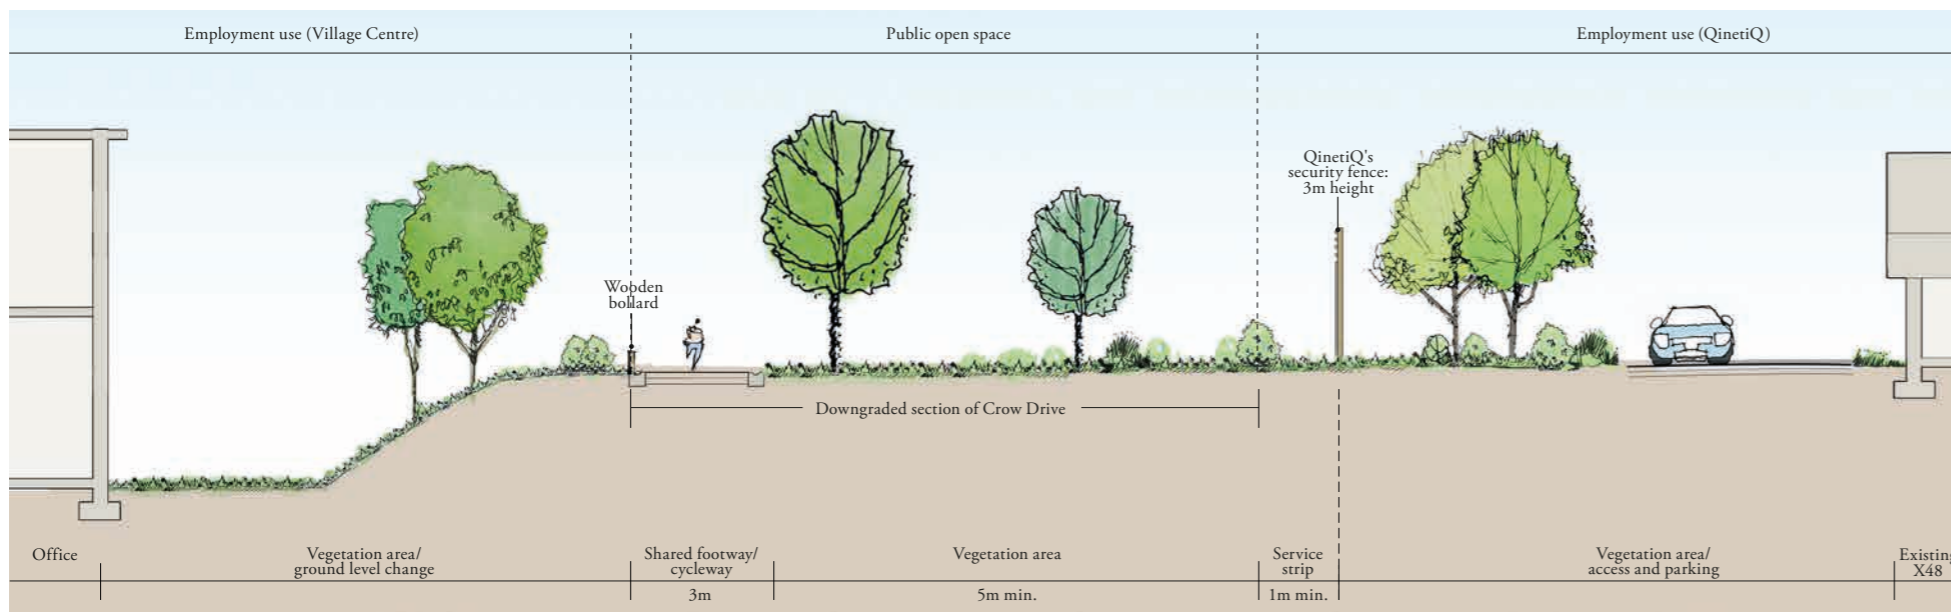 Employment use (Village Centre)
Public open space
Employment use (QinetiQ)
QinetiQ's
security fence:
3m height
Wooden
bollard
Downgraded section of Crow Drive
Office
Vegetation area/
ground level change
Shared footway/
cycleway
Vegetation area
Service
strip
Vegetation area/
access and parking
Existing
X48
3m
5m min.
1m min.